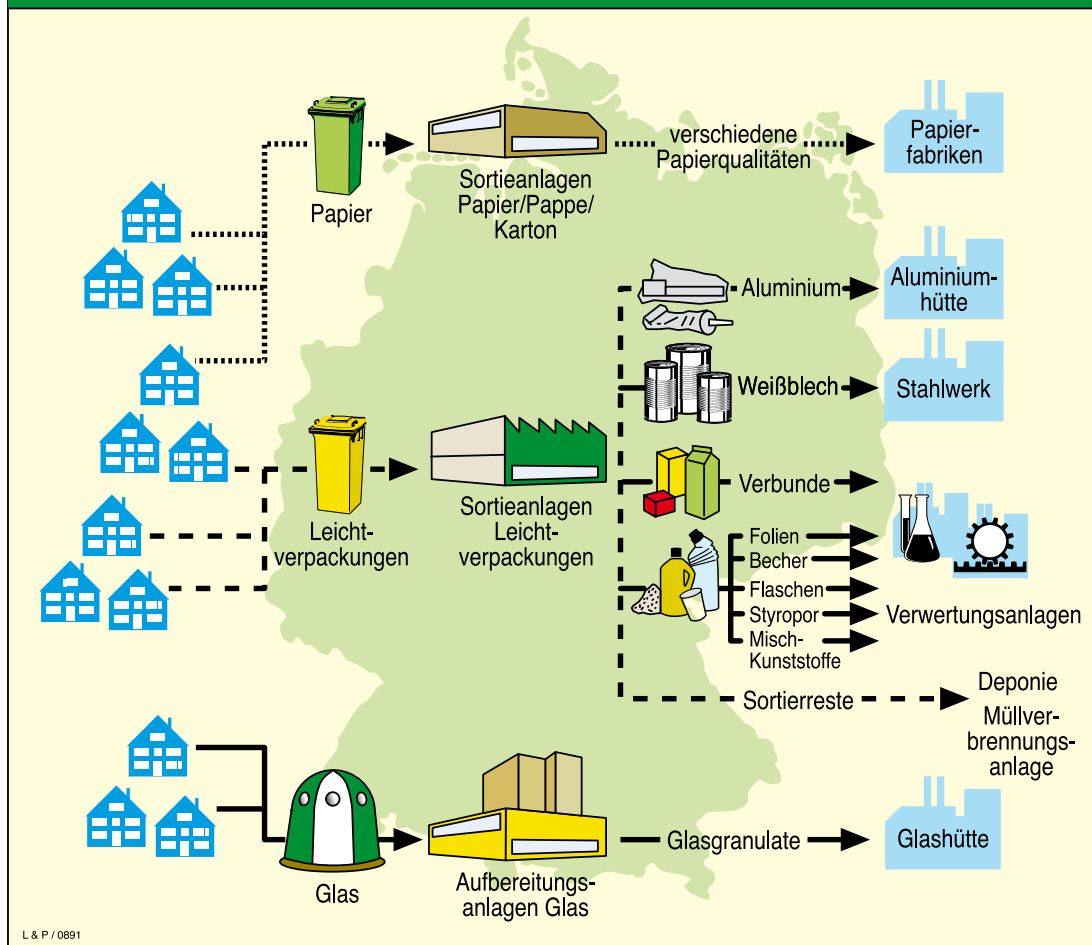 Papier
Sortieanlagen
Papier/Pappe/
Karton
verschiedene
Papierqualitäten
Papier-
fabriken
Aluminium
Aluminium-
hütte
Weißblech
Stahlwerk
Leicht-
verpackungen
Sortieanlagen
Leicht-
verpackungen
Verbunde
Folien
Becher
Flaschen
Styropor
Misch-
Kunststoffe
Verwertungsanlagen
Sortierreste
Deponie
Müllver-
brennungs-
anlage
Glas
Aufbereitungs-
anlagen Glas
Glasgranulate
Glashütte
L & P / 0891